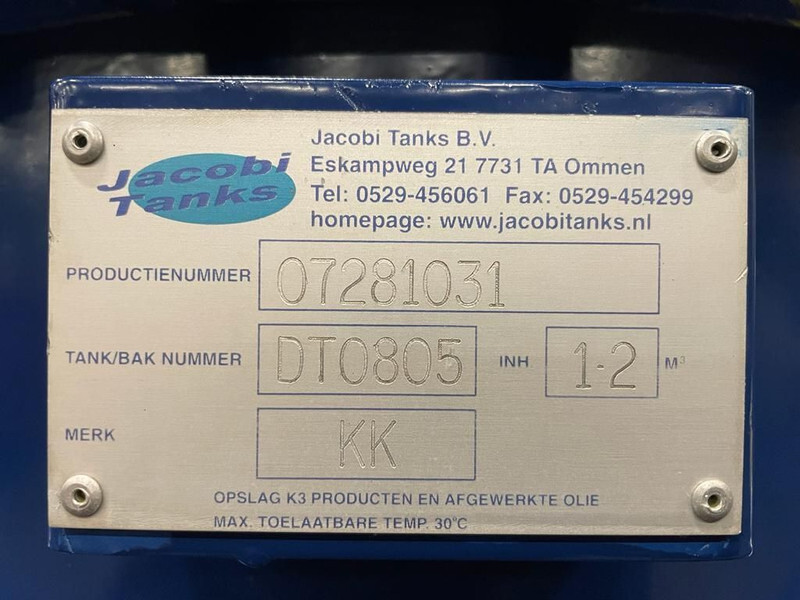 Jacobi Tanks
Jacobi Tanks B.V.
Eskampweg 21 7731 TA Ommen
Tel: 0529-456061 Fax: 0529-454299
homepage: www.jacobitanks.nl
PRODUCTIENUMMER 07281031
TANK/BAK NUMMER DT0805 INH. 1-2 M³
MERK KK
OPSLAG K3 PRODUCTEN EN AFGEWERKTE OLIE
MAX. TOELAATBARE TEMP. 30°C